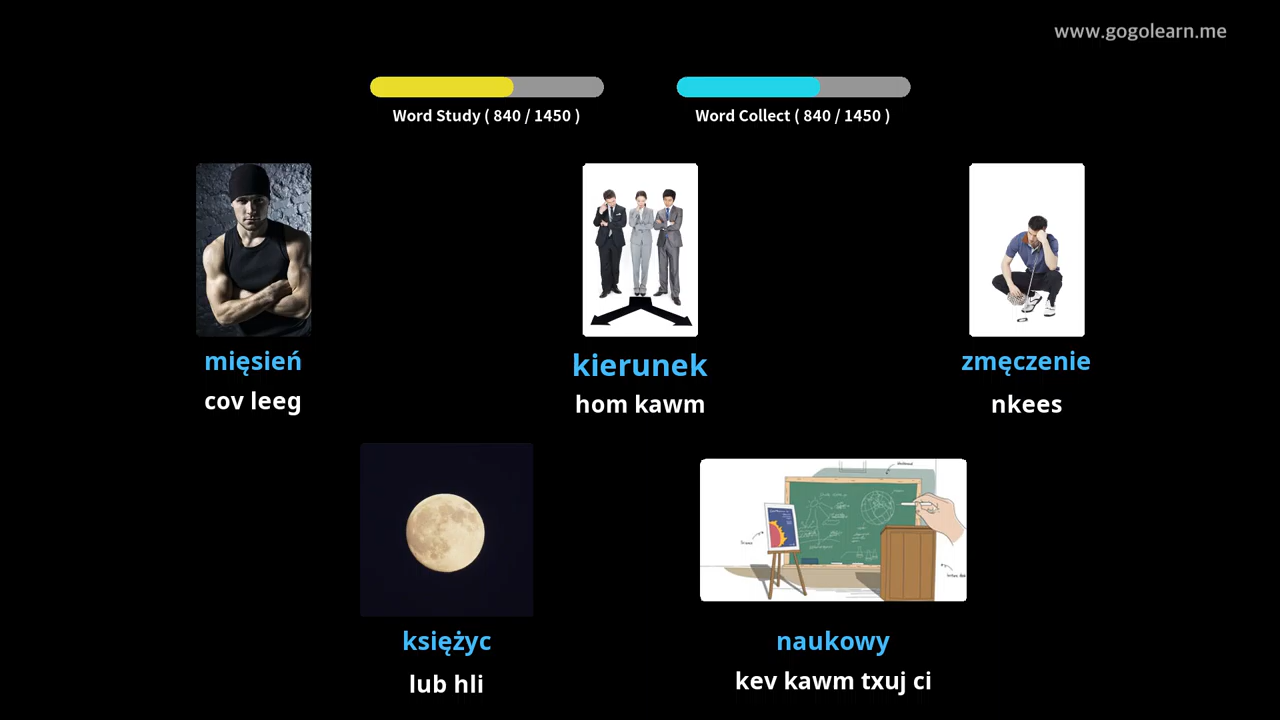 www.gogolearn.me
Word Study ( 840 / 1450 )
Word Collect ( 840 / 1450 )
mięsień
cov leeg
kierunek
hom kawm
zmęczenie
nkees
księżyc
lub hli
naukowy
kev kawm txuj ci